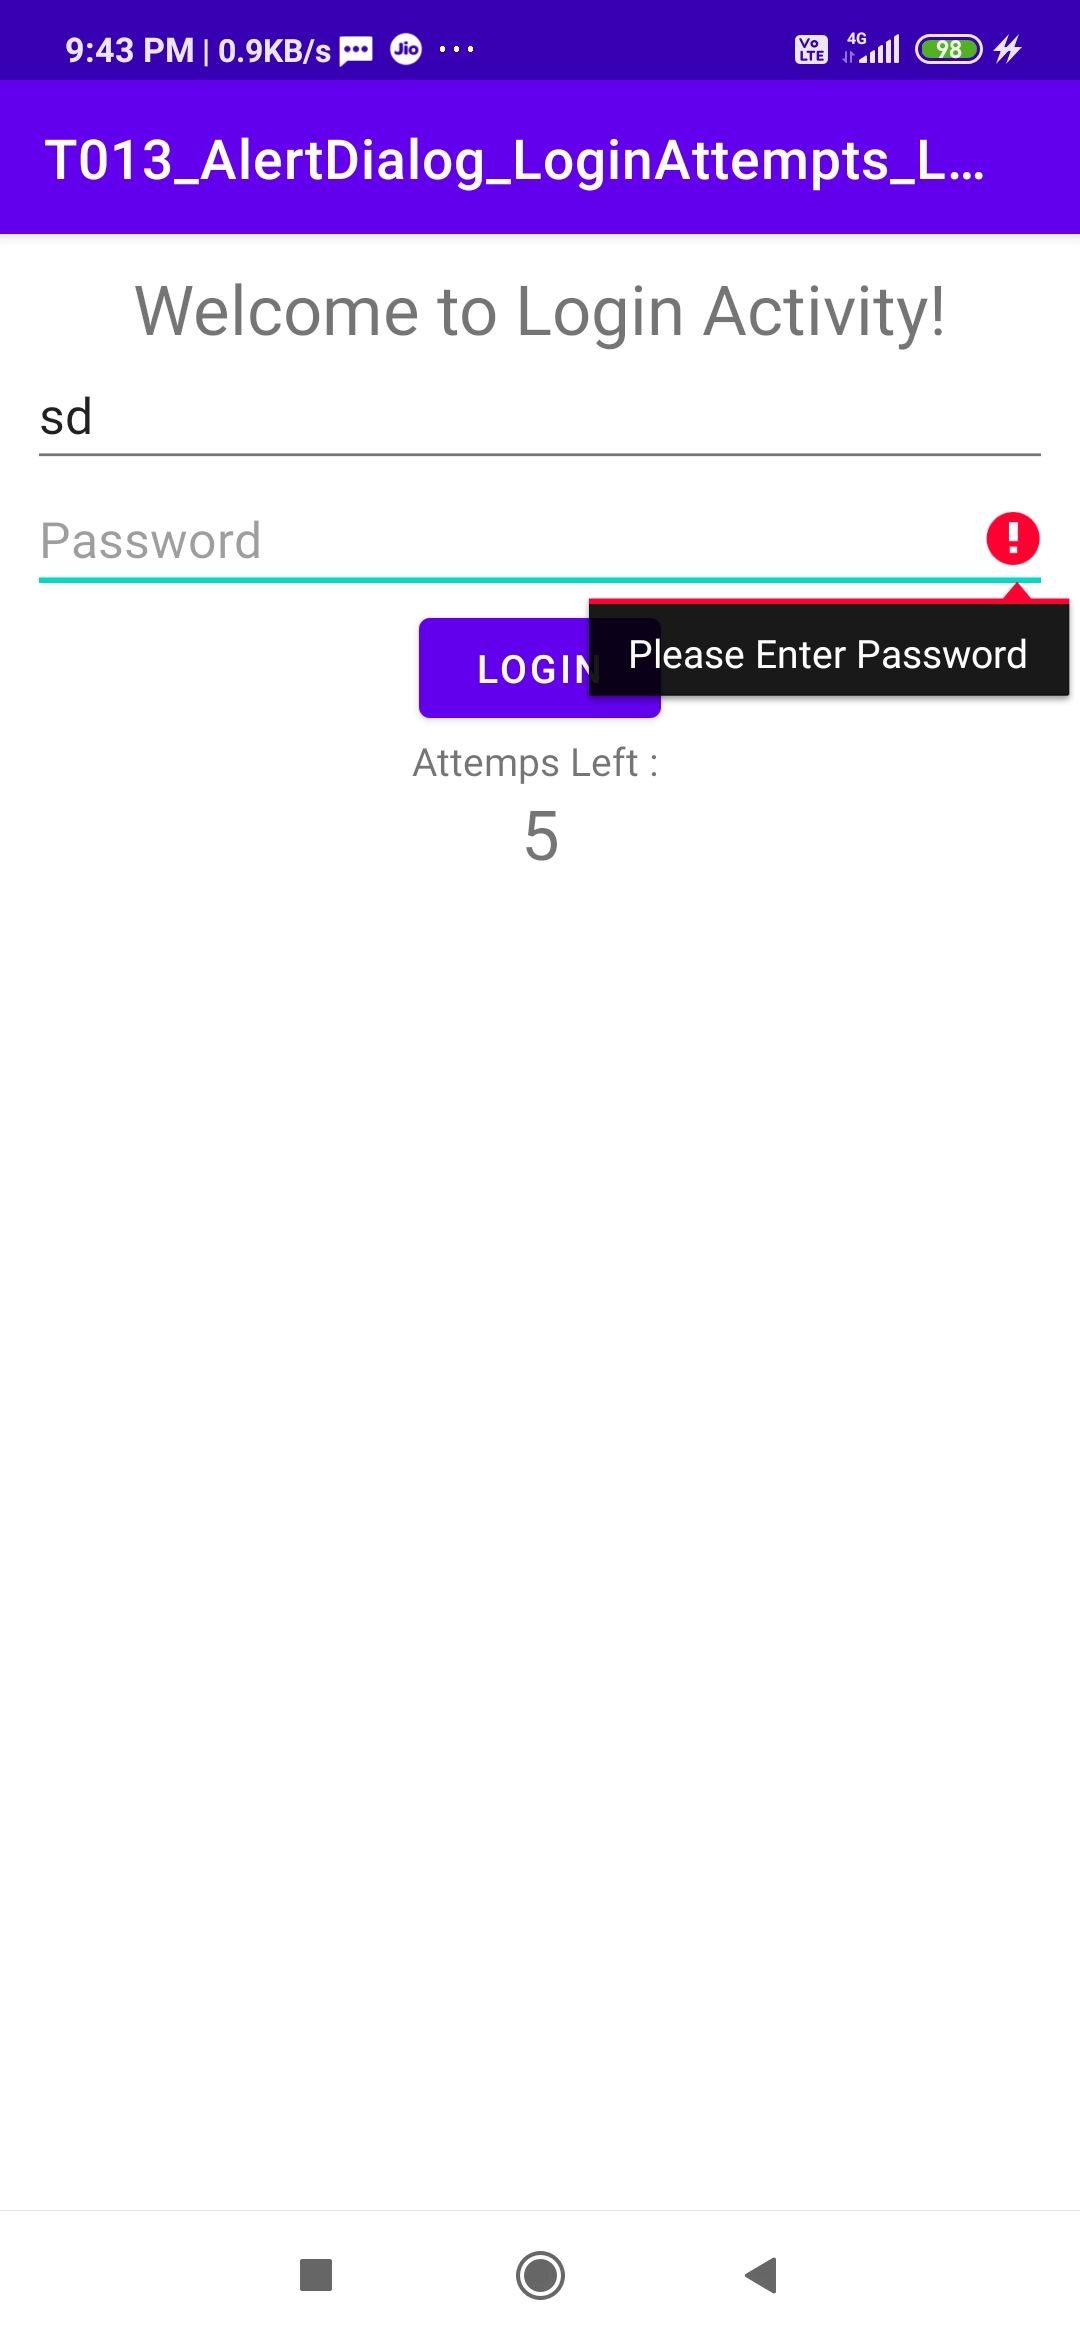 9:43 PM | 0.9KB/s Jio ... Vo LTE 4G 98
T013_AlertDialog_LoginAttempts_L...
Welcome to Login Activity!
sd
Password
LOGIN
Please Enter Password
Attemps Left :
5